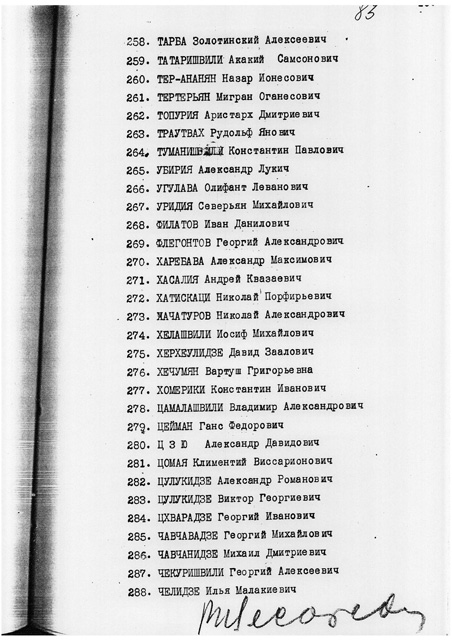 83
258. ТАРБА Золотинский Алексеевич
259. ТАТАРИШВИЛИ Акакий Самсонович
260. ТЕР-АНАНЯН Назар Ионесович
261. ТЕРТЕРЬЯН Мигран Оганесович
262. ТОПУРИЯ Аристарх Дмитриевич
263. ТРАУТВАХ Рудольф Янович
264. ТУМАНИШВИЛИ Константин Павлович
265. УБИРИЯ Александр Лукич
266. УГУЛАВА Олифант Леванович
267. УРИДИЯ Северьян Михайлович
268. ФИЛАТОВ Иван Данилович
269. ФЛЕГОНТОВ Георгий Александрович
270. ХАРЕБАВА Александр Максимович
271. ХАСАЛИЯ Андрей Квазаевич
272. ХАТИСКАЦИ Николай Порфирьевич
273. ХАЧАТУРОВ Николай Александрович
274. ХЕЛАШВИЛИ Иосиф Михайлович
275. ХЕРХЕУЛИДЗЕ Давид Заалович
276. ХЕЧУМЯН Вартуш Григорьевна
277. ХОМЕРИКИ Константин Иванович
278. ЦАМАЛАШВИЛИ Владимир Александрович
279. ЦЕЙМАН Ганс Федорович
280. Ц З Ю Александр Давидович
281. ЦОМАЯ Климентий Виссарионович
282. ЦУЛУКИДЗЕ Александр Романович
283. ЦУЛУКИДЗЕ Виктор Георгиевич
284. ЦХВАРАДЗЕ Георгий Иванович
285. ЧАВЧАВАДЗЕ Георгий Михайлович
286. ЧАВЧАНИДЗЕ Михаил Дмитриевич
287. ЧЕКУРИШВИЛИ Георгий Алексеевич
288. ЧЕЛИДЗЕ Илья Малакиевич